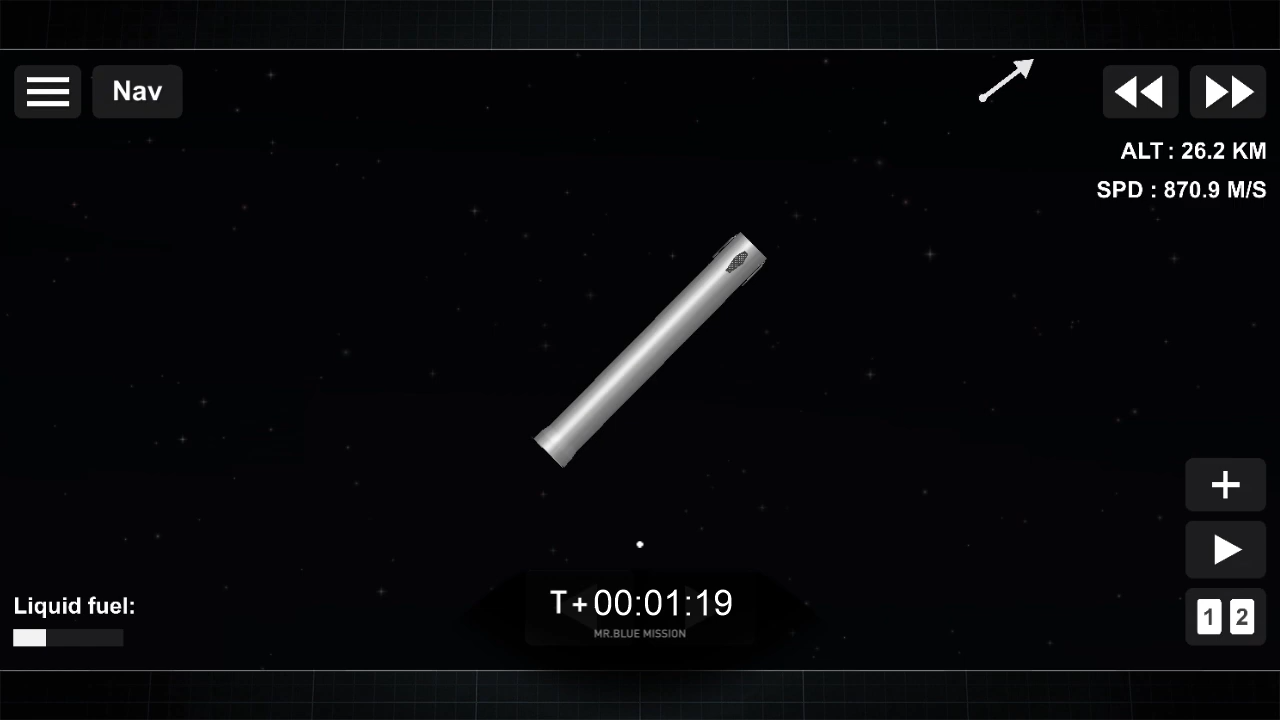 Nav
ALT : 26.2 KM
SPD : 870.9 M/S
1 2
Liquid fuel:
T+00:01:19
MR.BLUE MISSION